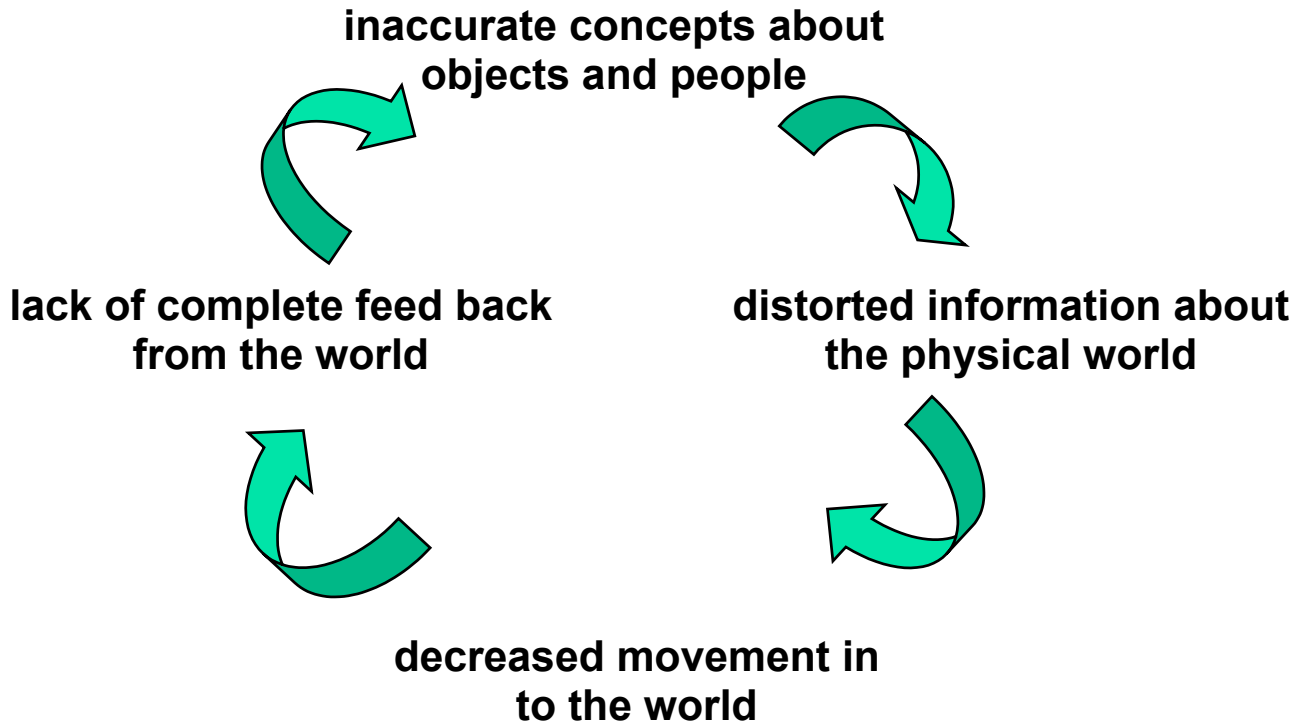 inaccurate concepts about
objects and people
lack of complete feed back
from the world
distorted information about
the physical world
decreased movement in
to the world